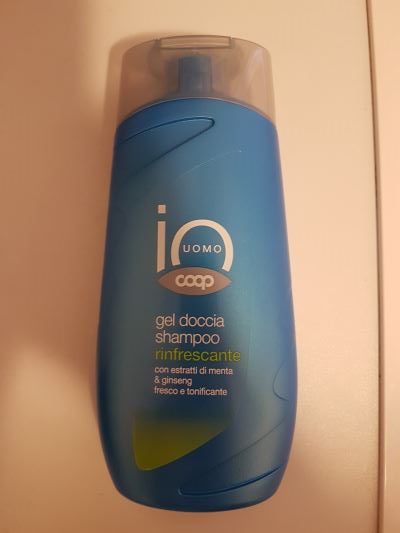 io
UOMO
coop
gel doccia
shampoo
rinfrescante
con estratti di menta
& ginseng
fresco e tonificante